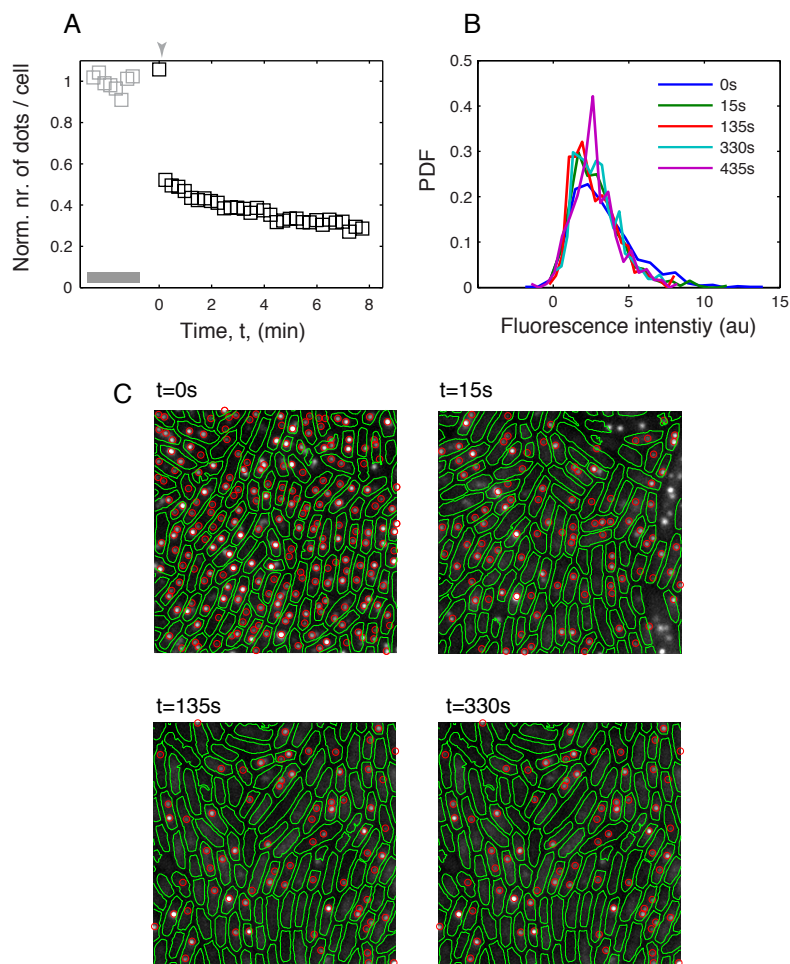 A
Norm. nr. of dots / cell
1
0.8
0.6
0.4
0.2
0
0 2 4 6 8
Time, t, (min)
B
PDF
0.5
0.4
0.3
0.2
0.1
0
0s
15s
135s
330s
435s
0 5 10 15
Fluorescence intenstiy (au)
C
t=0s
t=15s
t=135s
t=330s